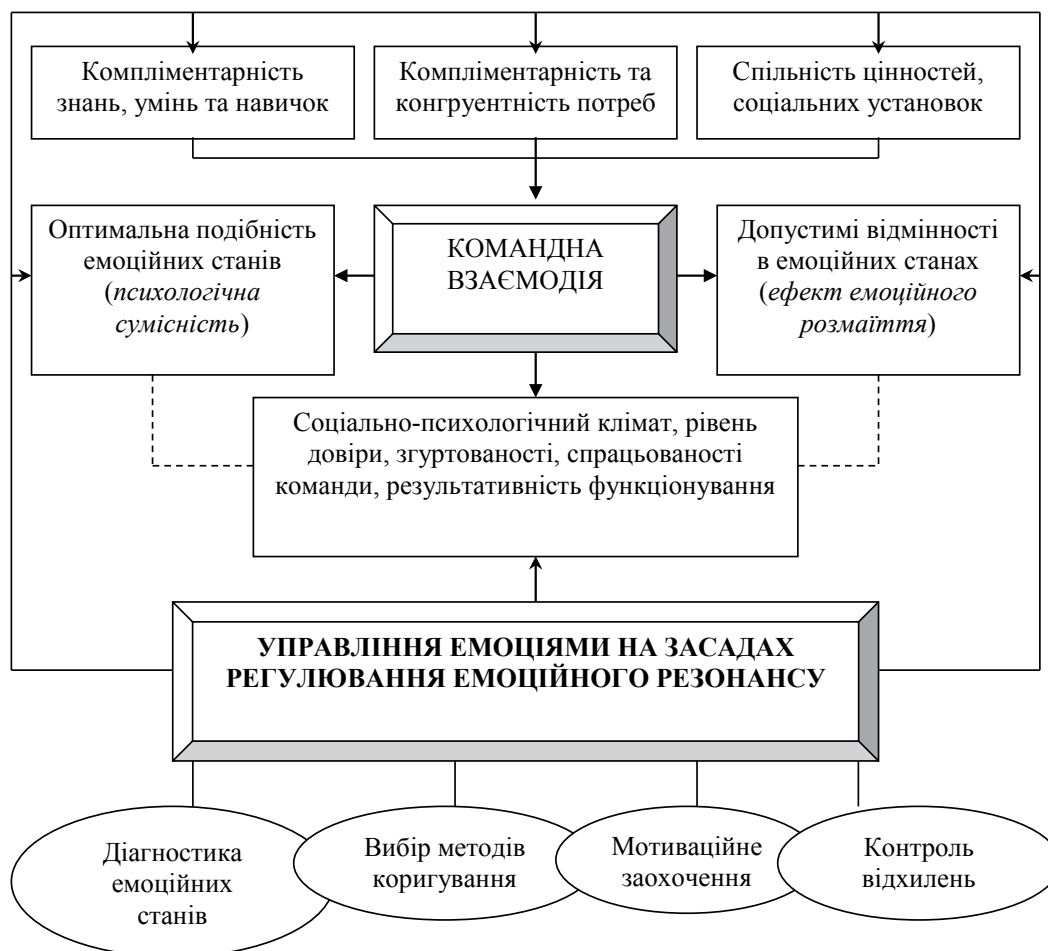 Компліментарність
знань, умінь та навичок
Компліментарність та
конгруентність потреб
Спільність цінностей,
соціальних установок
Оптимальна подібність
емоційних станів
(психологічна
сумісність)
КОМАНДНА
ВЗАЄМОДІЯ
Допустимі відмінності
в емоційних станах
(ефект емоційного
розмаїття)
Соціально-психологічний клімат, рівень
довіри, згуртованості, спрацьованості
команди, результативність функціонування
УПРАВЛІННЯ ЕМОЦІЯМИ НА ЗАСАДАХ
РЕГУЛЮВАННЯ ЕМОЦІЙНОГО РЕЗОНАНСУ
Діагностика
емоційних
станів
Вибір методів
коригування
Мотиваційне
заохочення
Контроль
відхилень